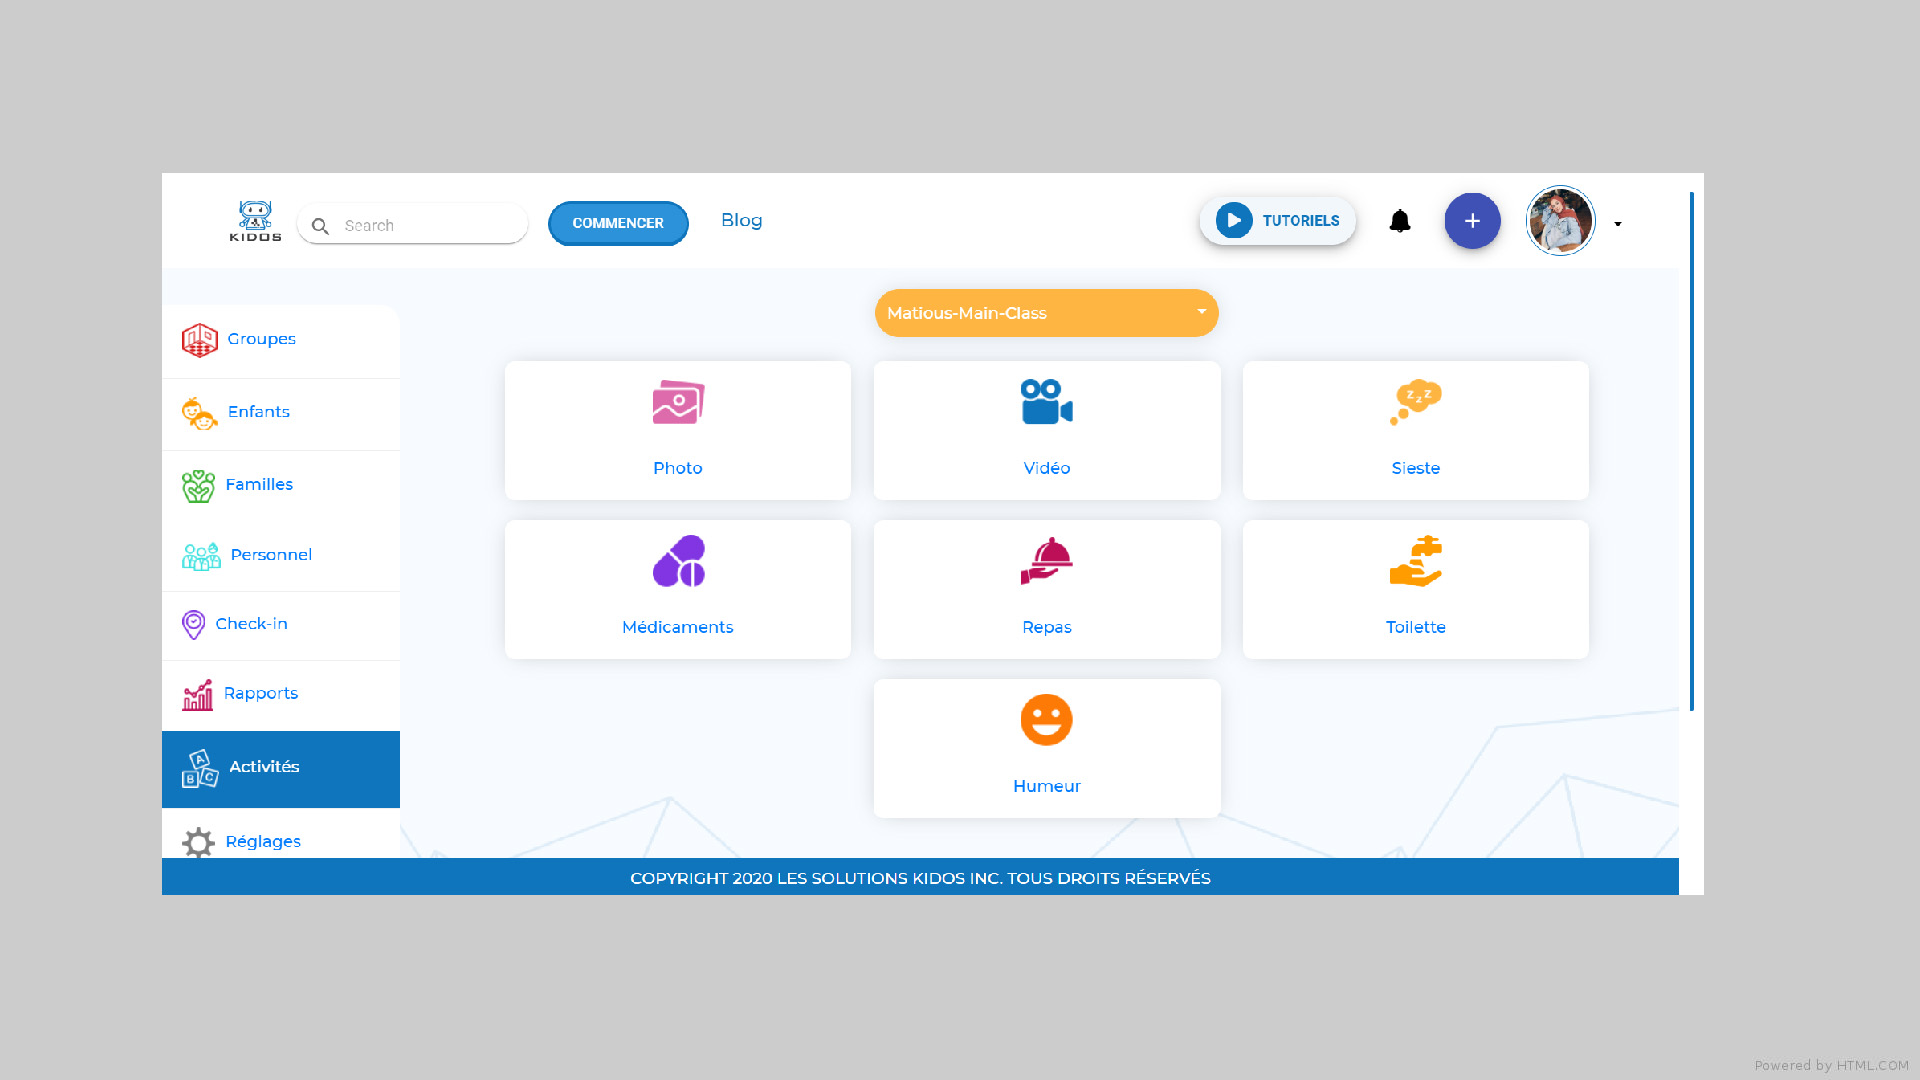 KIDOS
Search
COMMENCER
Blog
TUTORIELS
Matious-Main-Class
Groupes
Enfants
Familles
Personnel
Check-in
Rapports
A
B C
Activités
Réglages
Photo
Vidéo
z z z
Sieste
Médicaments
Repas
Toilette
Humeur
COPYRIGHT 2020 LES SOLUTIONS KIDOS INC. TOUS DROITS RÉSERVÉS
Powered by HTML.COM